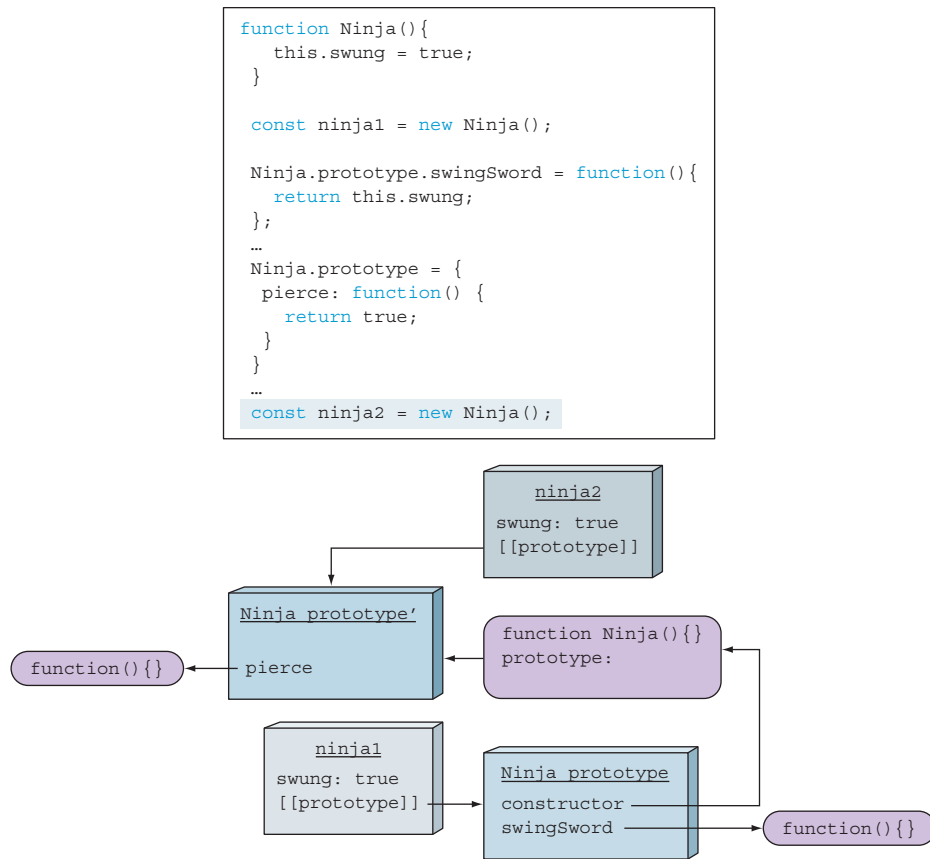 function Ninja(){
this.swung = true;
}
const ninja1 = new Ninja();
Ninja.prototype.swingSword = function(){
return this.swung;
};
…
Ninja.prototype = {
pierce: function() {
return true;
}
}
…
const ninja2 = new Ninja();
ninja2
swung: true
[[prototype]]
Ninja prototype′
pierce
function(){}
function Ninja(){}
prototype:
ninja1
swung: true
[[prototype]]
Ninja prototype
constructor
swingSword
function(){}